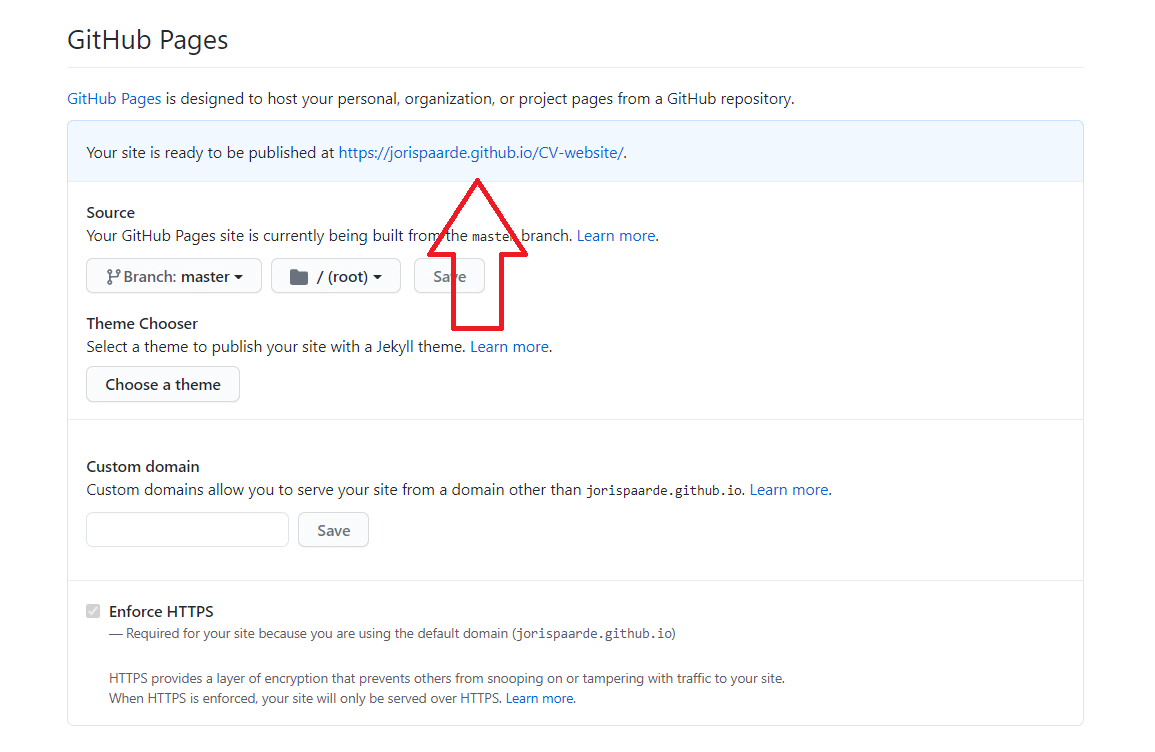 GitHub Pages
GitHub Pages is designed to host your personal, organization, or project pages from a GitHub repository.
Your site is ready to be published at https://jorispaarde.github.io/CV-website/.
Source
Your GitHub Pages site is currently being built from the master branch. Learn more.
Branch: master / (root) Save
Theme Chooser
Select a theme to publish your site with a Jekyll theme. Learn more.
Choose a theme
Custom domain
Custom domains allow you to serve your site from a domain other than jorispaarde.github.io. Learn more.
Save
Enforce HTTPS
— Required for your site because you are using the default domain (jorispaarde.github.io)
HTTPS provides a layer of encryption that prevents others from snooping on or tampering with traffic to your site.
When HTTPS is enforced, your site will only be served over HTTPS. Learn more.